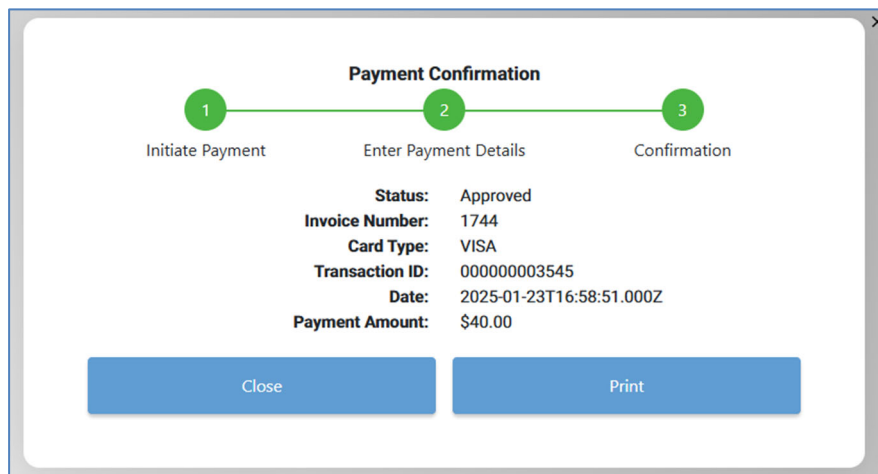 Payment Confirmation
1 2 3
Initiate Payment Enter Payment Details Confirmation
Status: Approved
Invoice Number: 1744
Card Type: VISA
Transaction ID: 000000003545
Date: 2025-01-23T16:58:51.000Z
Payment Amount: $40.00
Close Print